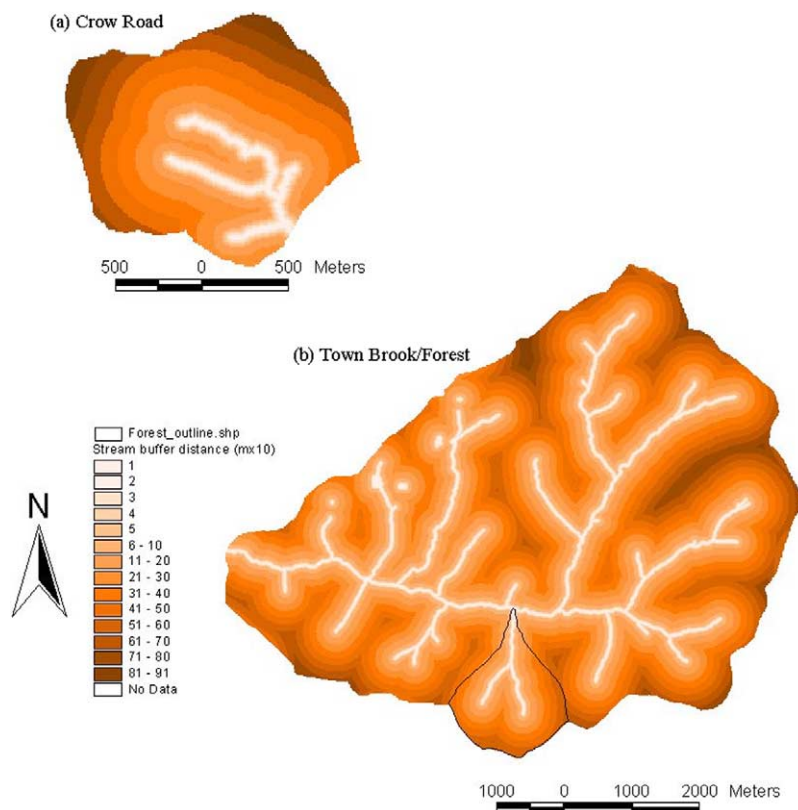 (a) Crow Road
500 0 500 Meters
(b) Town Brook/Forest
Forest_outline.shp
Stream buffer distance (mx10)
1
2
3
4
5
6 - 10
11 - 20
21 - 30
31 - 40
41 - 50
51 - 60
61 - 70
71 - 80
81 - 91
No Data
N
1000 0 1000 2000 Meters